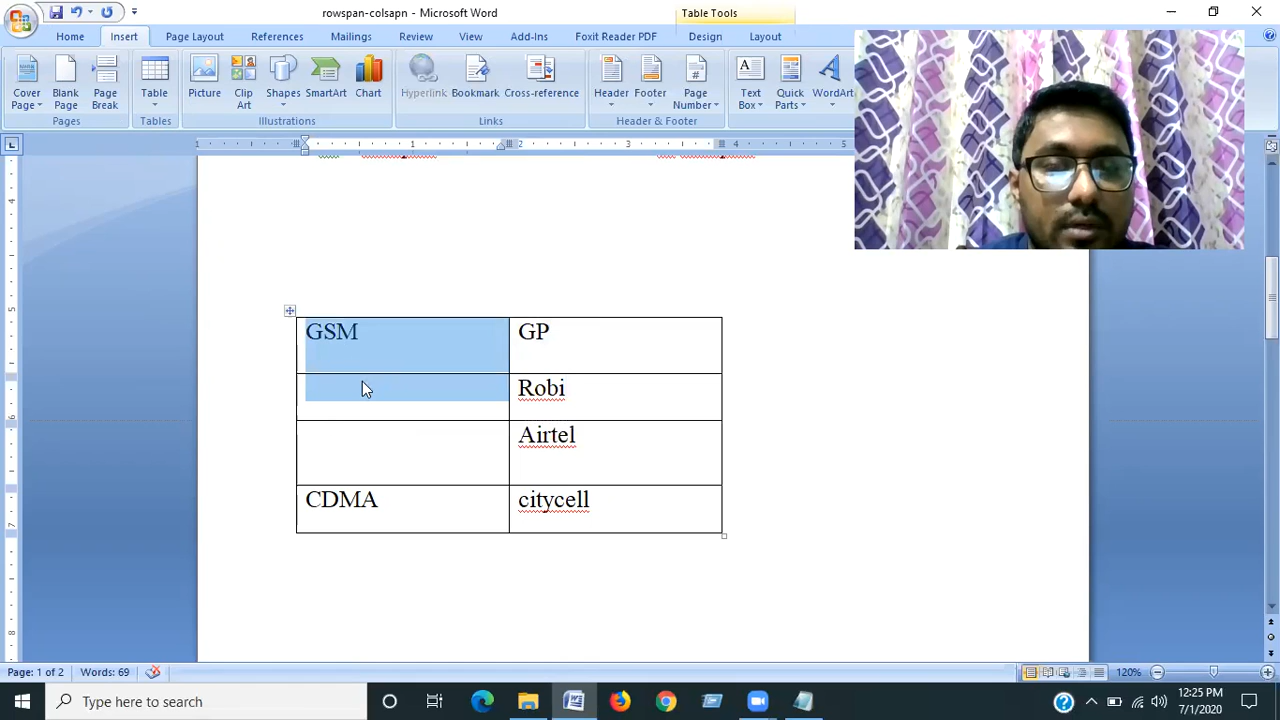 rowspan-colsapn - Microsoft Word
Table Tools
Home Insert Page Layout References Mailings Review View Add-Ins Foxit Reader PDF Design Layout
Cover Page Blank Page Page Break Table Picture Clip Art Shapes SmartArt Chart Hyperlink Bookmark Cross-reference Header Footer Page Number Text Box Quick Parts WordArt
Pages Tables Illustrations Links Header & Footer
GSM GP
Robi
Airtel
CDMA citycell
Page: 1 of 2 Words: 69 120%
Type here to search
12:25 PM
7/1/2020